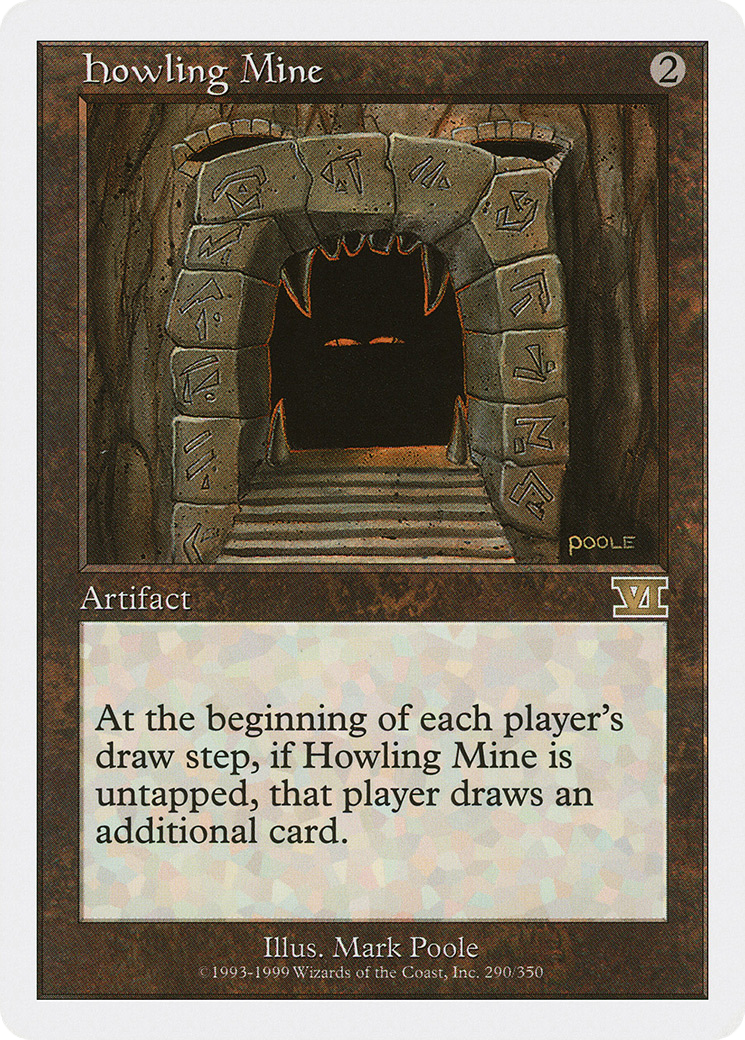 Howling Mine
2
POOLE
Artifact
VI
At the beginning of each player's
draw step, if Howling Mine is
untapped, that player draws an
additional card.
Illus. Mark Poole
©1993-1999 Wizards of the Coast, Inc. 290/350